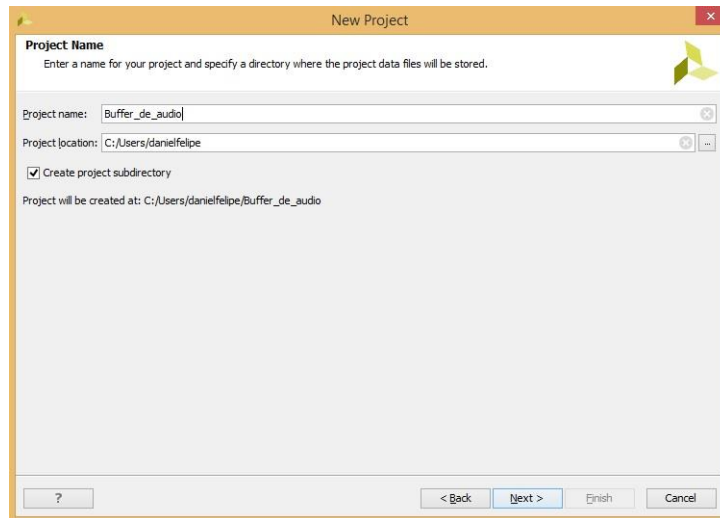 New Project
Project Name
Enter a name for your project and specify a directory where the project data files will be stored.
Project name: Buffer_de_audio
Project location: C:/Users/danielfelipe ...
Create project subdirectory
Project will be created at: C:/Users/danielfelipe/Buffer_de_audio
? < Back Next > Finish Cancel